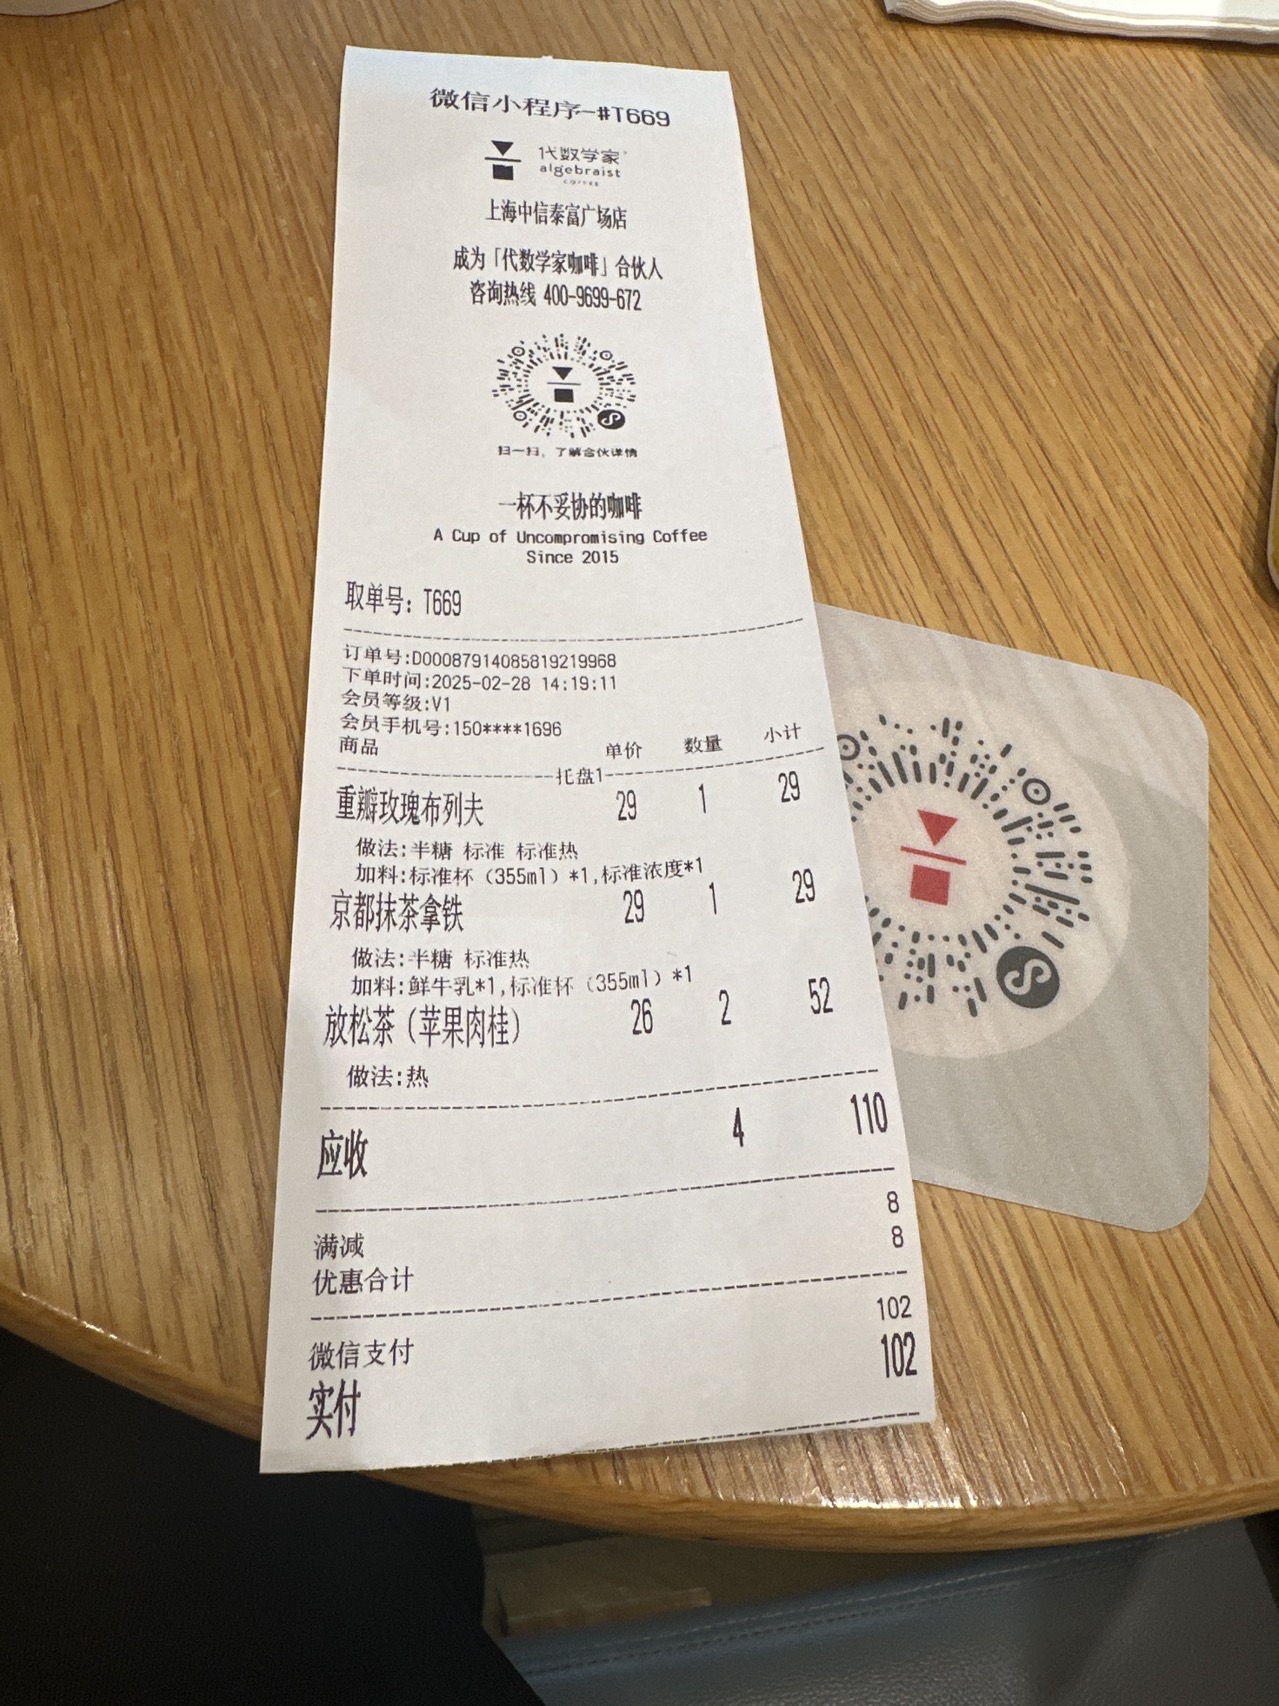 微信小程序-#T669
代数学家
algebraist
COFFEE
上海中信泰富广场店
成为「代数学家咖啡」合伙人
咨询热线 400-9699-672
扫一扫，了解合伙详情
一杯不妥协的咖啡
A Cup of Uncompromising Coffee
Since 2015
取单号: T669
订单号:D00087914085819219968
下单时间:2025-02-28 14:19:11
会员等级:V1
会员手机号:150****1696
商品 单价 数量 小计
托盘1
重瓣玫瑰布列夫 29 1 29
做法:半糖 标准 标准热
加料:标准杯（355ml）*1,标准浓度*1
京都抹茶拿铁 29 1 29
做法:半糖 标准热
加料:鲜牛乳*1,标准杯（355ml）*1
放松茶（苹果肉桂） 26 2 52
做法:热
应收 4 110
满减 8
优惠合计 8
微信支付 102
实付 102